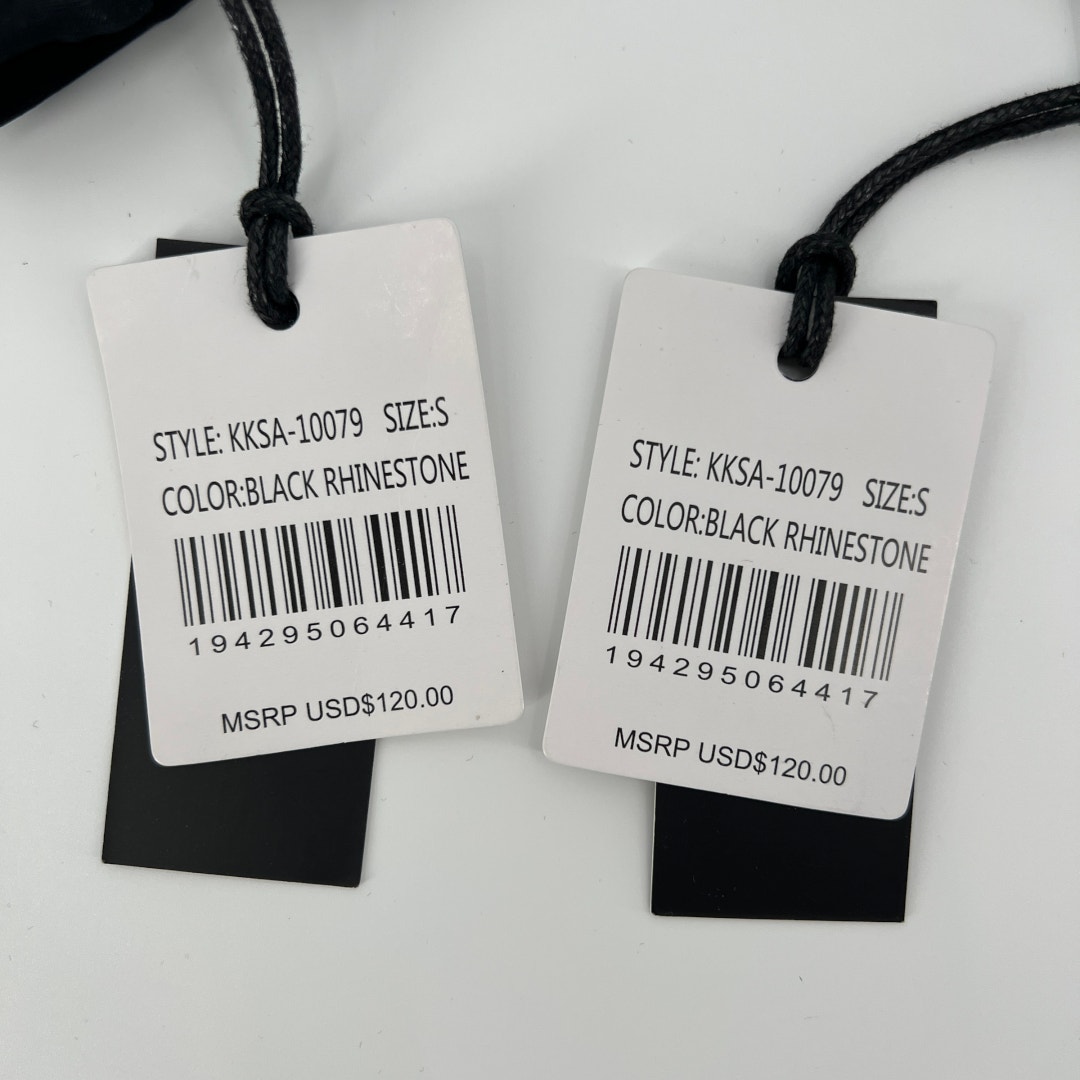 STYLE: KKSA-10079 SIZE:S
COLOR:BLACK RHINESTONE
194295064417
MSRP USD$120.00
STYLE: KKSA-10079 SIZE:S
COLOR:BLACK RHINESTONE
194295064417
MSRP USD$120.00